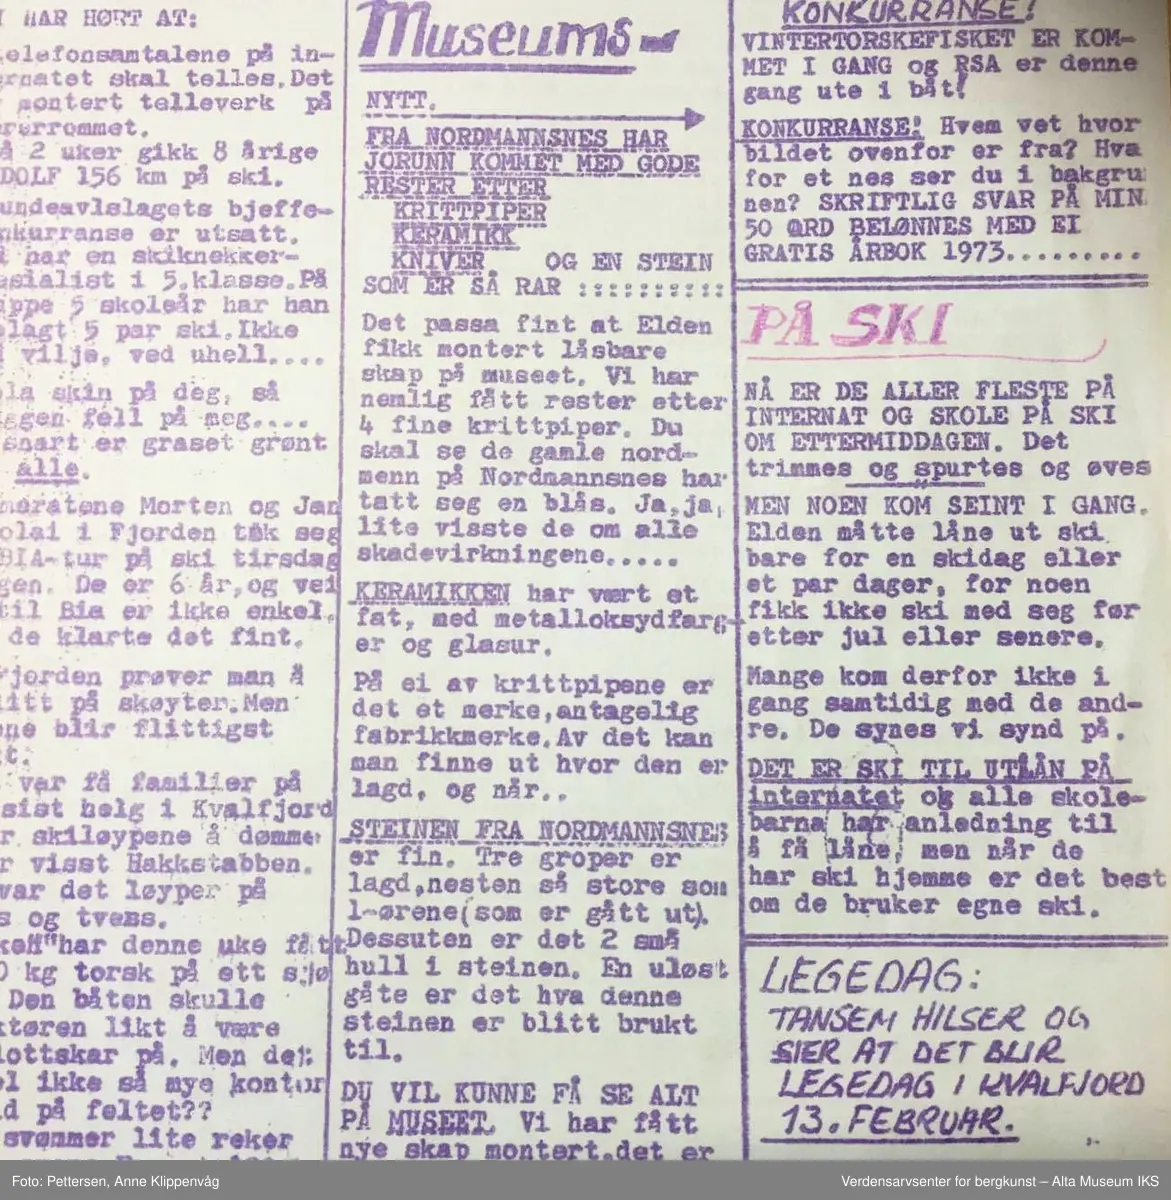 HAR HØRT AT:
telefonsamtalene på in-
ernatet skal telles. Det
montert telleverk på
rerrommet.
å 2 uker gikk 8 årige
DOLF 156 km på ski.
undeavlslagets bjeffe-
nkurranse er utsatt.
har en skiknekker-
esialist i 5.klasse. På
ippe 5 skoleår har han
lagt 5 par ski. Ikke
vilje, ved uhell....
ola skin på deg, så
ggen fell på meg....
snart er graset grønt
alle.
meratene Morten og Jan
olai i Fjorden tøk seg
BIA-tur på ski tirsdag
gen. De er 6 år, og vei
til Bia er ikke enkel.
de klarte det fint.
fjorden prøver man å
litt på skøyter. Men
ne blir flittigst
t.
var få familier på
sist helg i Kvalfjord
r skiløypene å dømme
r visst Hakkstabben.
var det løyper på
s og tvers.
keM"har denne uke fått
0 kg torsk på ett sjø
Den båten skulle
ktøren likt å være
lottskar på. Men det
el ikke så mye kontor
d på feltet??
svømmer lite reker
Museums-
NYTT.
FRA NORDMANNSNES HAR
JORUNN KOMMET MED GODE
RESTER ETTER
KRITTPIPER
KERAMIKK
KNIVER OG EN STEIN
SOM ER SÅ RAR ::::::::::
Det passa fint at Elden
fikk montert låsbare
skap på museet. Vi har
nemlig fått rester etter
4 fine krittpiper. Du
skal se de gamle nord-
menn på Nordmannsnes har
tatt seg en blås. Ja,ja,
lite visste de om alle
skadevirkningene.....
KERAMIKKEN har vært et
fat, med metalloksydfarg-
er og glasur.
På ei av krittpipene er
det et merke,antagelig
fabrikkmerke. Av det kan
man finne ut hvor den er
lagd, og når..
STEINEN FRA NORDMANNSNES
er fin. Tre groper er
lagd,nesten så store som
1-ørene(som er gått ut).
Dessuten er det 2 små
hull i steinen. En uløst
gåte er det hva denne
steinen er blitt brukt
til.
DU VIL KUNNE FÅ SE ALT
PÅ MUSEET. Vi har fått
nye skap montert.det er
KONKURRANSE!
VINTERTORSKEFISKET ER KOM-
MET I GANG og RSA er denne
gang ute i båt!
KONKURRANSE! Hvem vet hvor
bildet ovenfor er fra? Hva
for et nes ser du i bakgru
nen? SKRIFTLIG SVAR PÅ MIN
50 ORD BELØNNES MED EI
GRATIS ÅRBOK 1973.........
PÅ SKI
NÅ ER DE ALLER FLESTE PÅ
INTERNAT OG SKOLE PÅ SKI
OM ETTERMIDDAGEN. Det
trimmes og spurtes og øves
MEN NOEN KOM SEINT I GANG.
Elden måtte låne ut ski
bare for en skidag eller
et par dager, for noen
fikk ikke ski med seg før
etter jul eller senere.
Mange kom derfor ikke i
gang samtidig med de and-
re. De synes vi synd på.
DET ER SKI TIL UTLÅN PÅ
internatet og alle skole-
barna har anledning til
å få låne, men når de
har ski hjemme er det best
om de bruker egne ski.
LEGEDAG:
TANSEM HILSER OG
SIER AT DET BLIR
LEGEDAG I KVALFJORD
13. FEBRUAR.
Foto: Pettersen, Anne Klippenvåg
Verdensarvsenter for bergkunst – Alta Museum IKS